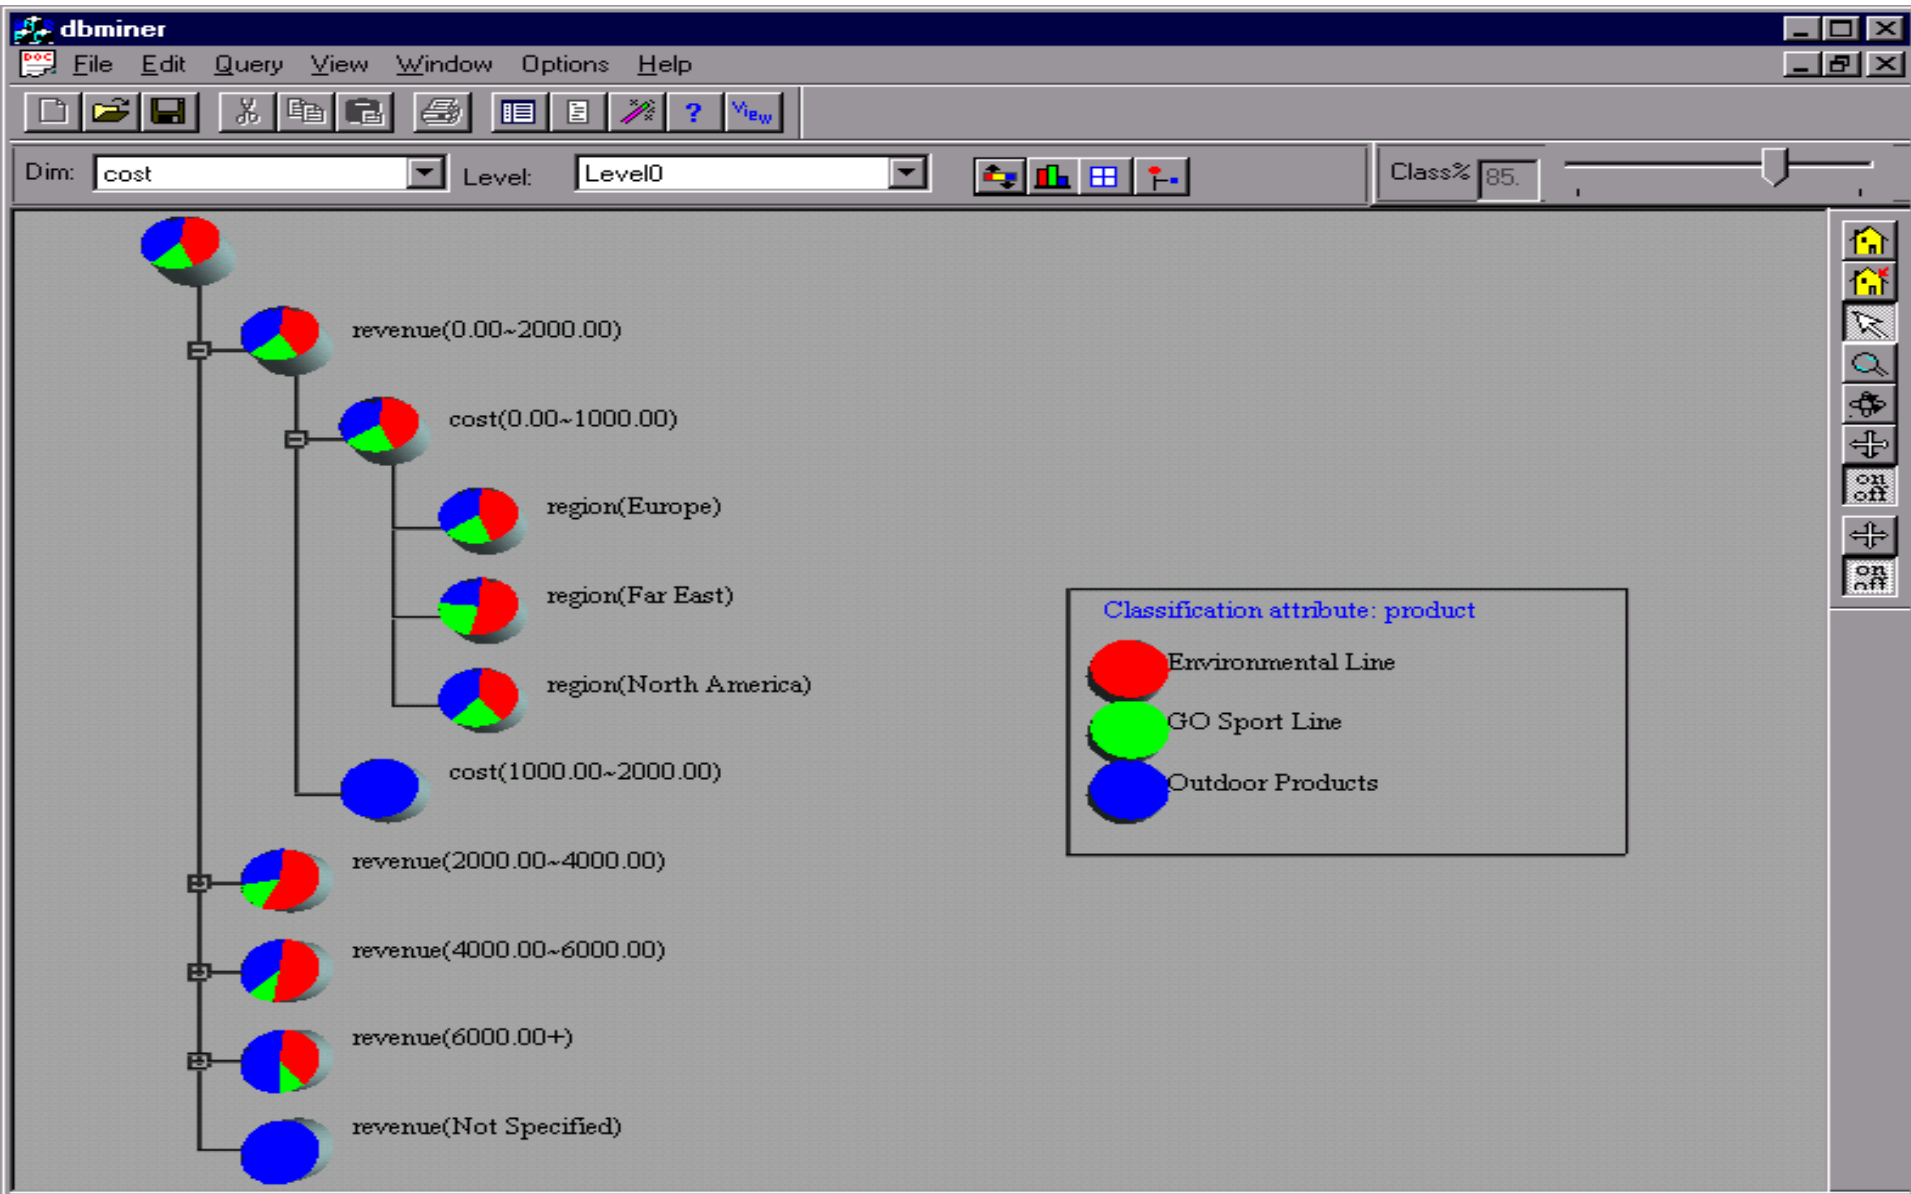 dbminer
File Edit Query View Window Options Help
? View
Dim: cost Level: Level0 Class% 85.
revenue(0.00~2000.00)
cost(0.00~1000.00)
region(Europe)
region(Far East)
region(North America)
cost(1000.00~2000.00)
revenue(2000.00~4000.00)
revenue(4000.00~6000.00)
revenue(6000.00+)
revenue(Not Specified)
Classification attribute: product
Environmental Line
GO Sport Line
Outdoor Products
on
off
on
off